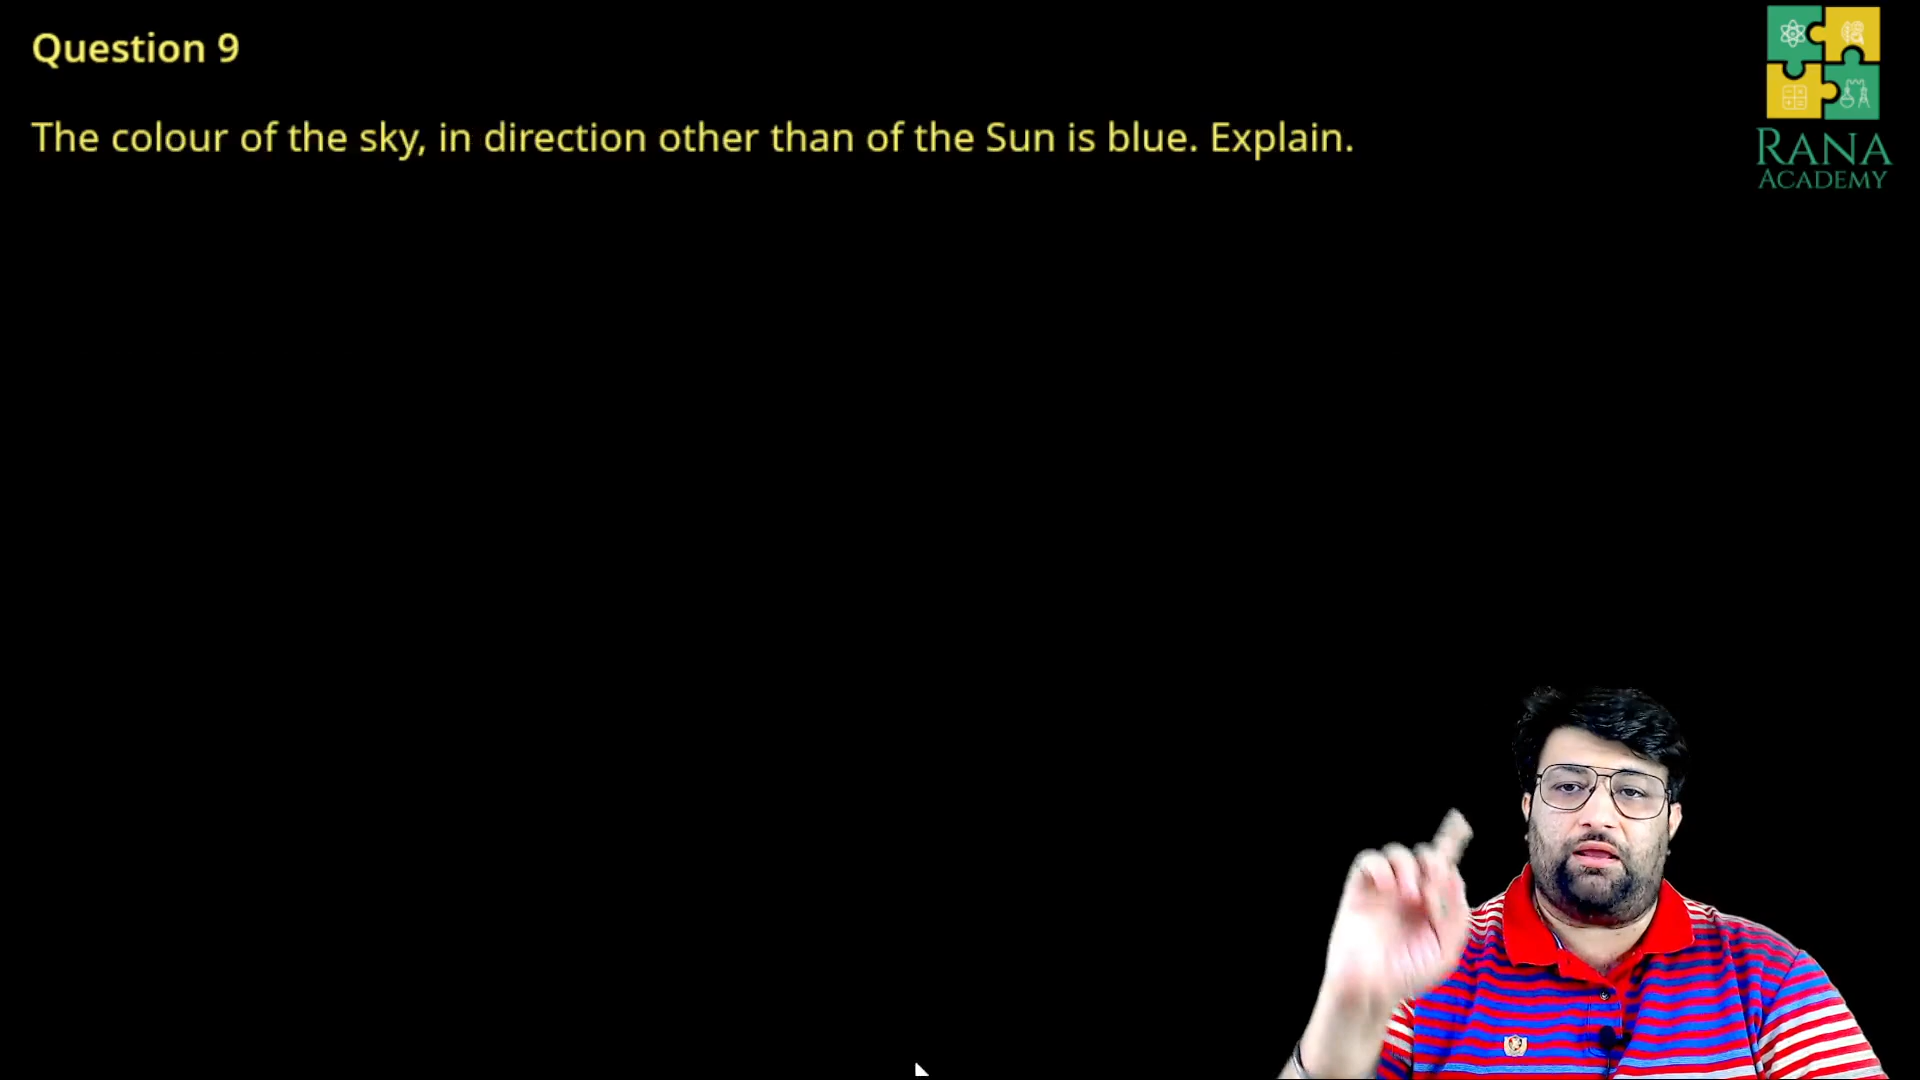 Question 9
The colour of the sky, in direction other than of the Sun is blue. Explain.
RANA
ACADEMY